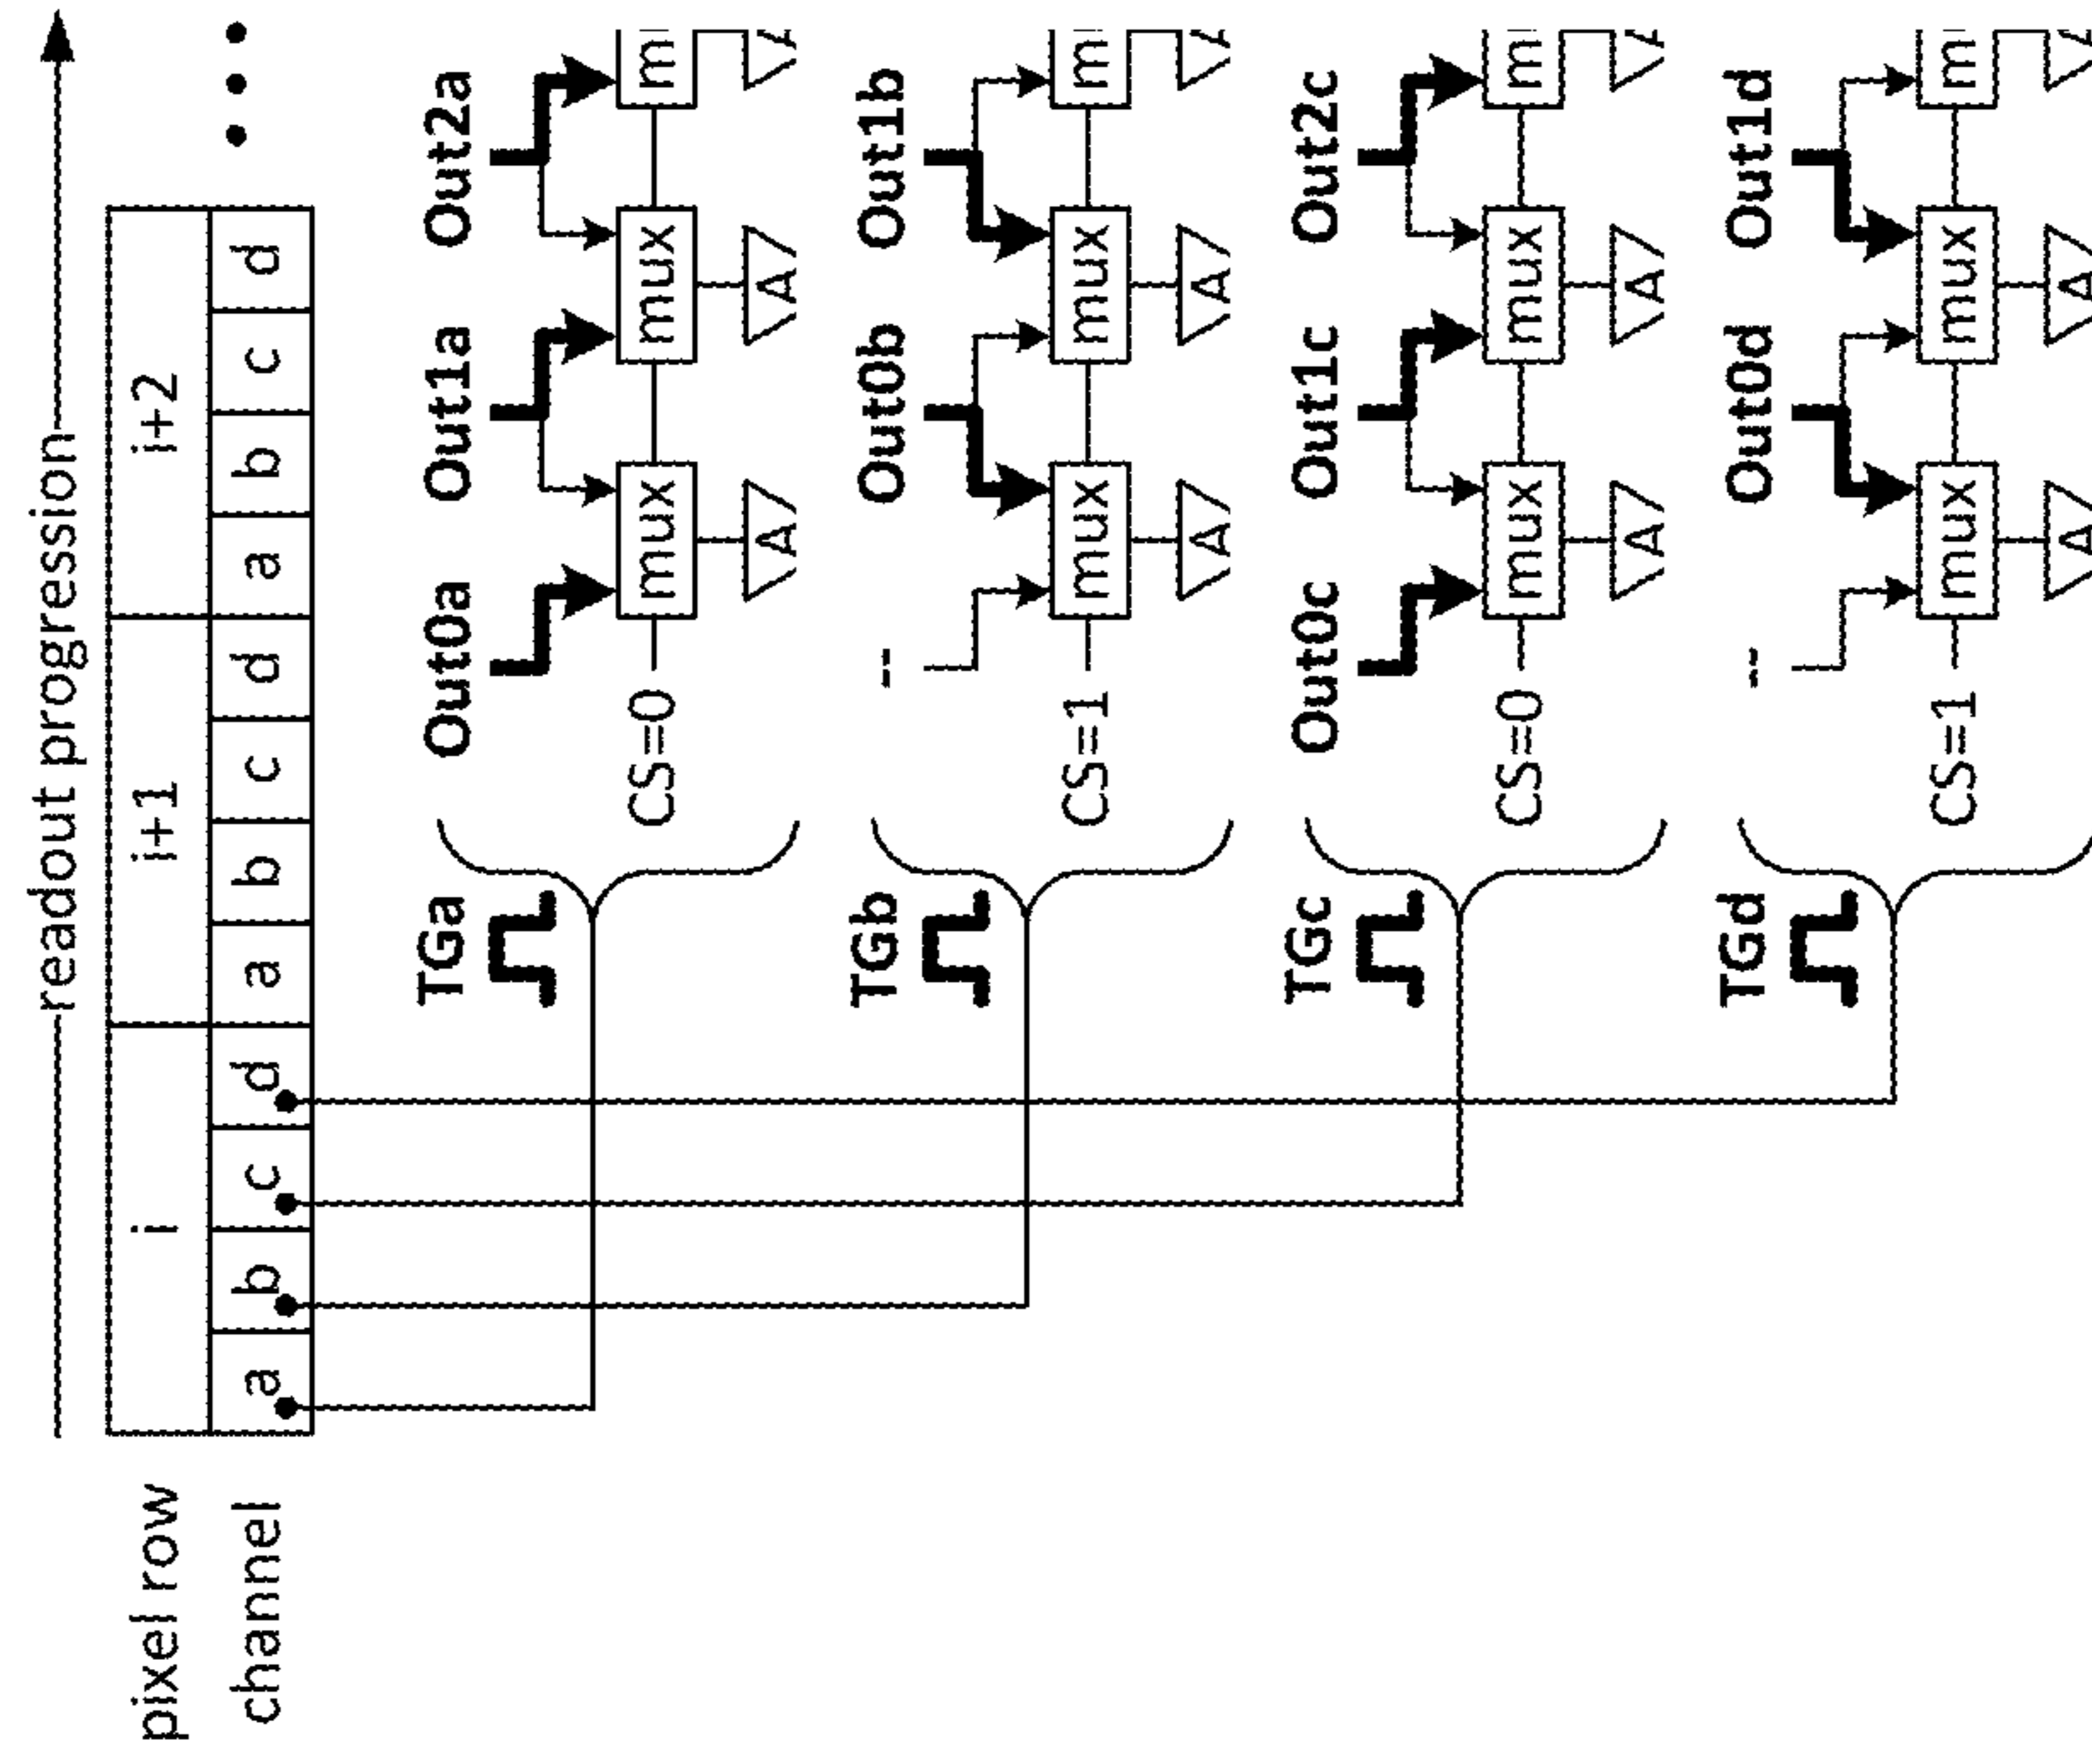 readout progression
pixel row i i+1 i+2
channel a b c d a b c d a b c d
TGa Out0a Out1a Out2a
CS=0 mux mux m
A/ A/
TGb -- Out0b Out1b
CS=1 mux mux m
A/ A/
TGc Out0c Out1c Out2c
CS=0 mux mux m
A/ A/
TGd -- Out0d Out1d
CS=1 mux mux m
A/ A/